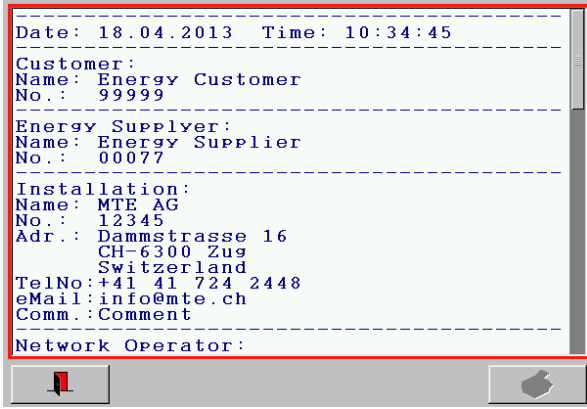 Date: 18.04.2013  Time: 10:34:45
Customer:
Name: Energy Customer
No.:  99999
Energy Supplyer:
Name: Energy Supplier
No.:  00077
Installation:
Name: MTE AG
No.:  12345
Adr.: Dammstrasse 16
CH-6300 Zug
Switzerland
TelNo:+41 41 724 2448
eMail:info@mte.ch
Comm.:Comment
Network Operator: